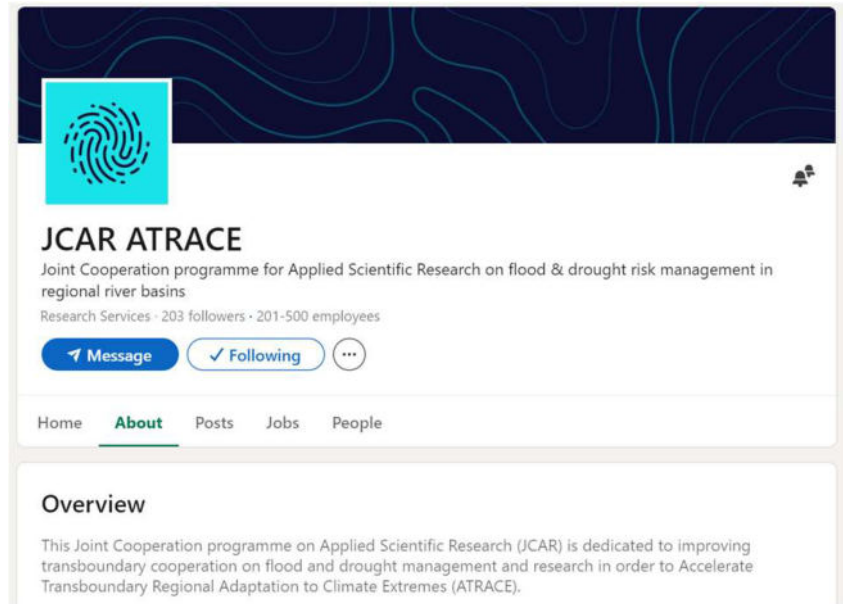 JCAR ATRACE
Joint Cooperation programme for Applied Scientific Research on flood & drought risk management in
regional river basins
Research Services · 203 followers • 201-500 employees
Message
Following
Home About Posts Jobs People
Overview
This Joint Cooperation programme on Applied Scientific Research (JCAR) is dedicated to improving
transboundary cooperation on flood and drought management and research in order to Accelerate
Transboundary Regional Adaptation to Climate Extremes (ATRACE).